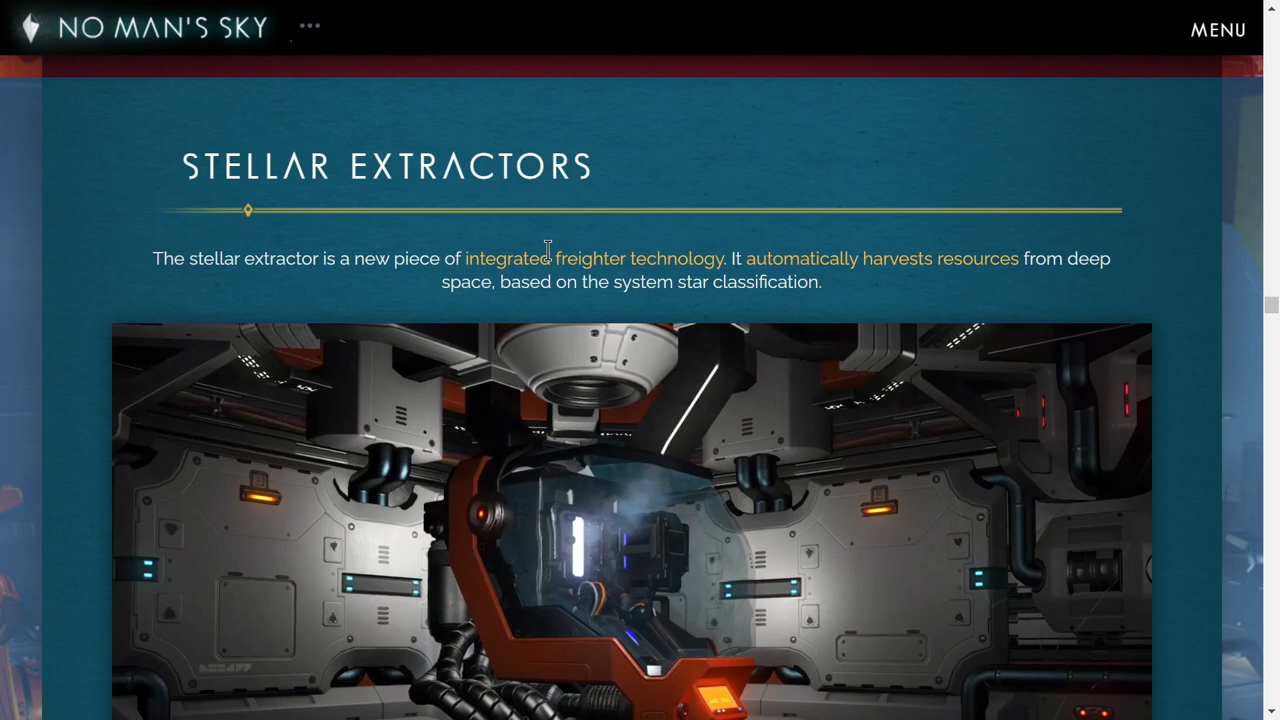 NO MAN'S SKY
MENU
STELLAR EXTRACTORS
The stellar extractor is a new piece of integrated freighter technology. It automatically harvests resources from deep
space, based on the system star classification.